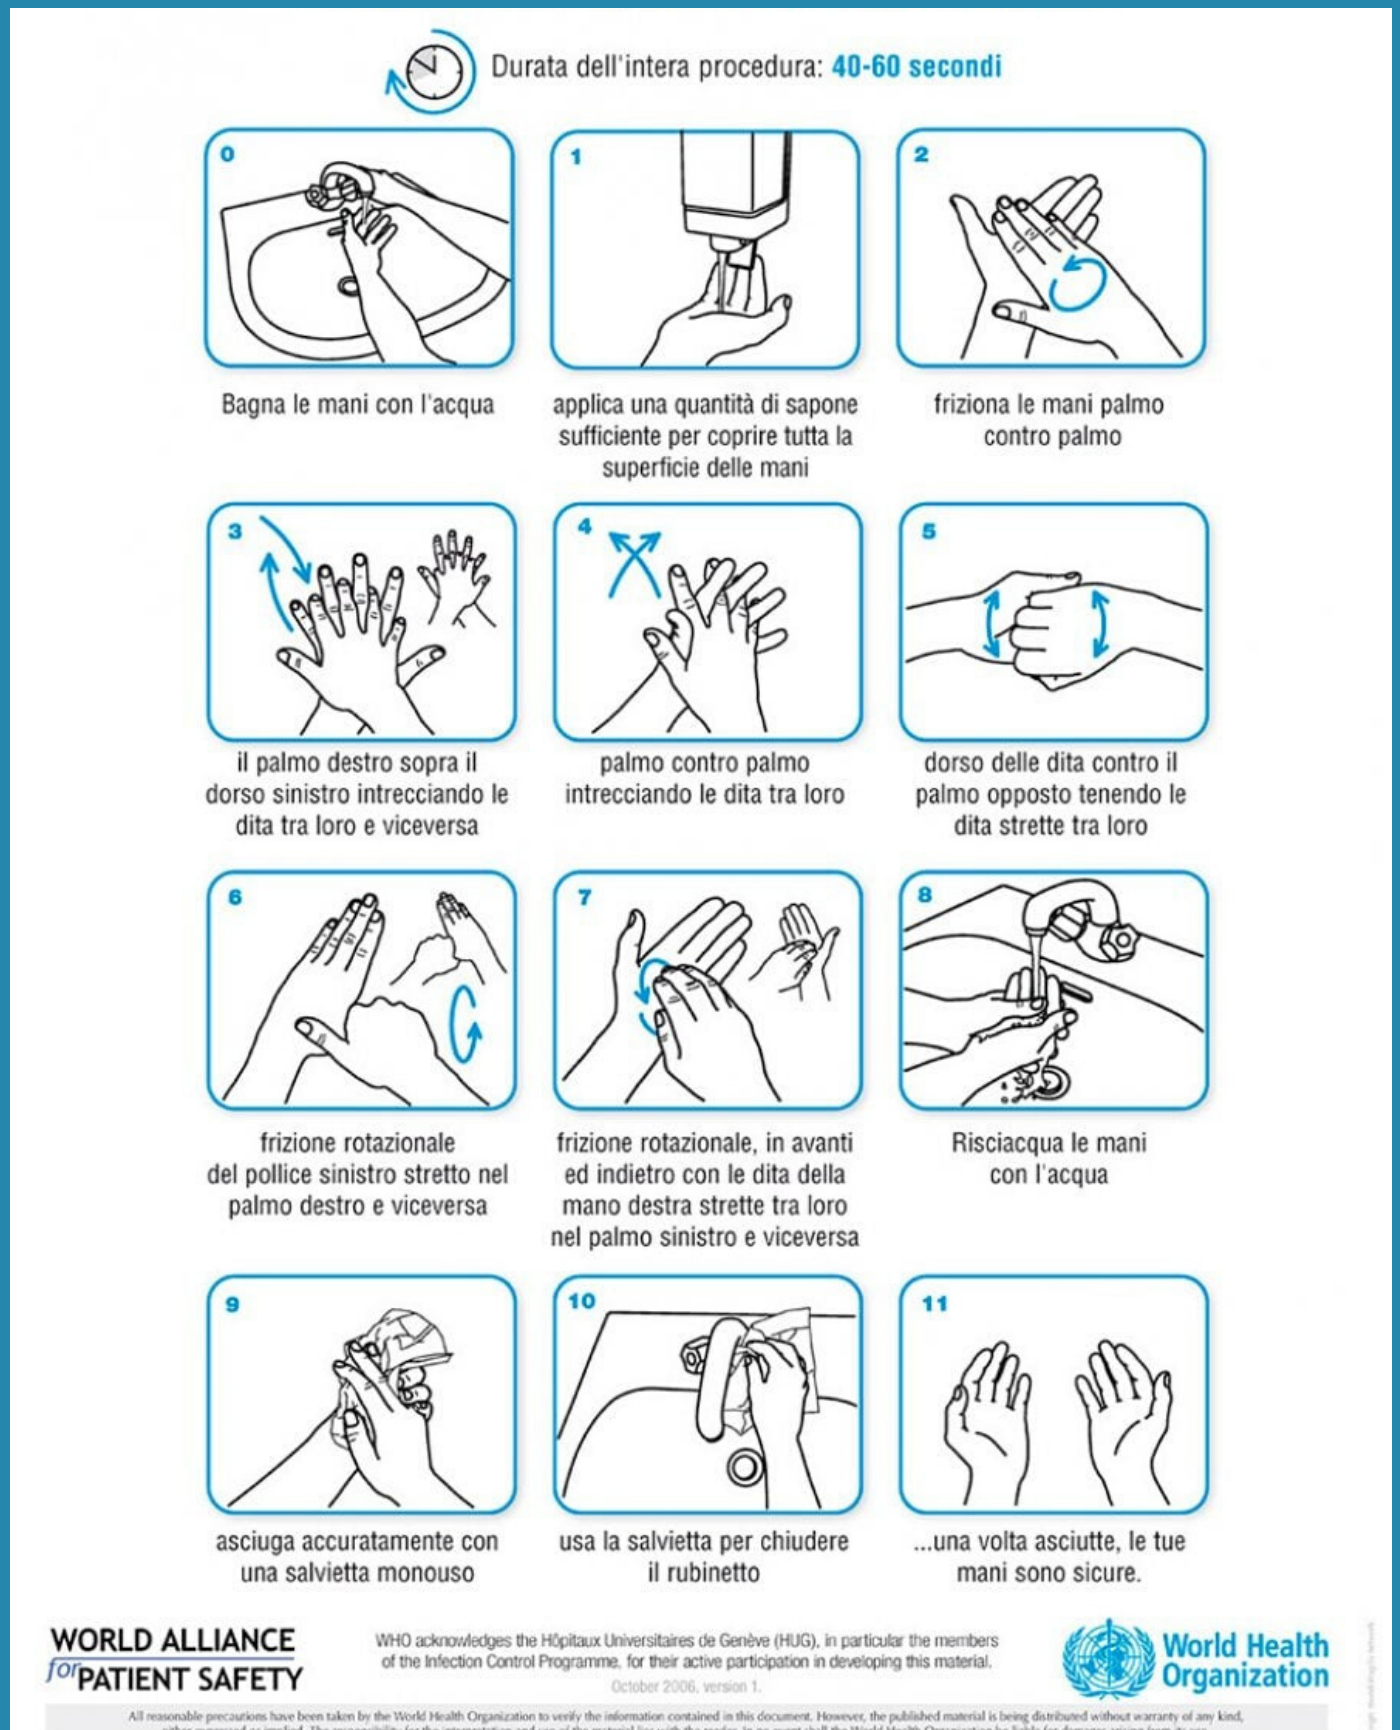 Durata dell'intera procedura: 40-60 secondi
0
1
2
Bagna le mani con l'acqua
applica una quantità di sapone
sufficiente per coprire tutta la
superficie delle mani
friziona le mani palmo
contro palmo
3
4
5
il palmo destro sopra il
dorso sinistro intrecciando le
dita tra loro e viceversa
palmo contro palmo
intrecciando le dita tra loro
dorso delle dita contro il
palmo opposto tenendo le
dita strette tra loro
6
7
8
frizione rotazionale
del pollice sinistro stretto nel
palmo destro e viceversa
frizione rotazionale, in avanti
ed indietro con le dita della
mano destra strette tra loro
nel palmo sinistro e viceversa
Risciacqua le mani
con l'acqua
9
10
11
asciuga accuratamente con
una salvietta monouso
usa la salvietta per chiudere
il rubinetto
...una volta asciutte, le tue
mani sono sicure.
WORLD ALLIANCE
for PATIENT SAFETY
WHO acknowledges the Hôpitaux Universitaires de Genève (HUG), in particular the members
of the Infection Control Programme, for their active participation in developing this material.
October 2006, version 1.
World Health
Organization
All reasonable precautions have been taken by the World Health Organization to verify the information contained in this document. However, the published material is being distributed without warranty of any kind,